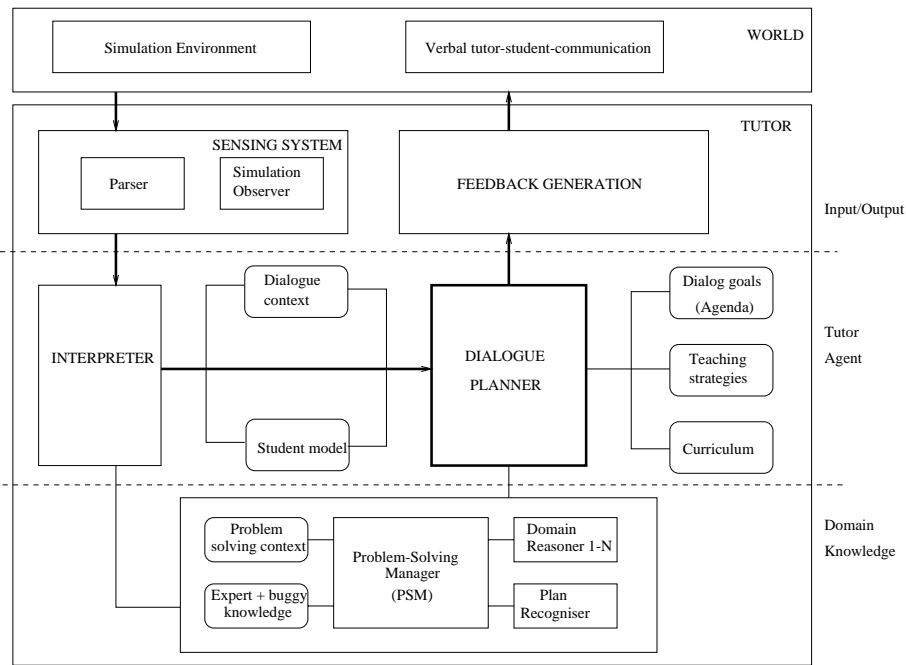 WORLD
Simulation Environment
Verbal tutor-student-communication
TUTOR
SENSING SYSTEM
Parser
Simulation
Observer
FEEDBACK GENERATION
Input/Output
INTERPRETER
Dialogue
context
Student model
DIALOGUE
PLANNER
Dialog goals
(Agenda)
Teaching
strategies
Curriculum
Tutor
Agent
Problem
solving context
Expert + buggy
knowledge
Problem-Solving
Manager
(PSM)
Domain
Reasoner 1-N
Plan
Recogniser
Domain
Knowledge